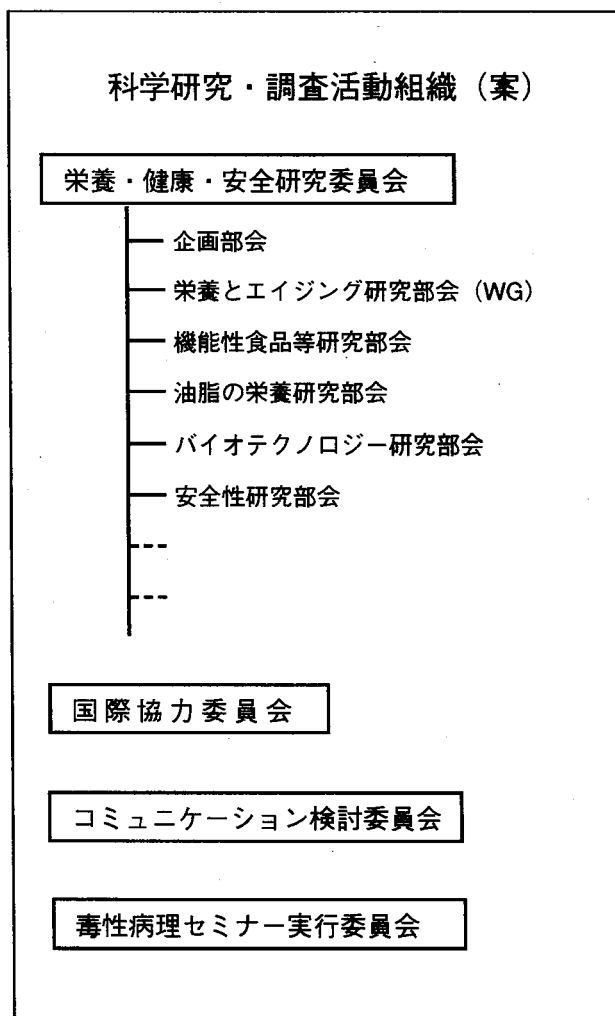 科学研究・調査活動組織（案）
栄養・健康・安全研究委員会
企画部会
栄養とエイジング研究部会（WG）
機能性食品等研究部会
油脂の栄養研究部会
バイオテクノロジー研究部会
安全性研究部会
国際協力委員会
コミュニケーション検討委員会
毒性病理セミナー実行委員会